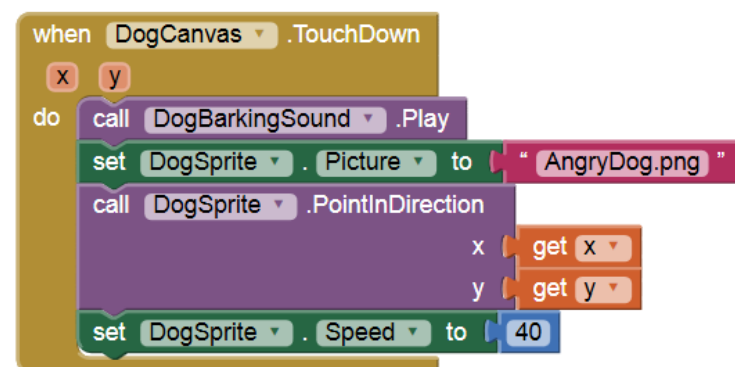 when DogCanvas .TouchDown
x y
do call DogBarkingSound .Play
set DogSprite . Picture to “ AngryDog.png ”
call DogSprite .PointInDirection
x get x
y get y
set DogSprite . Speed to 40